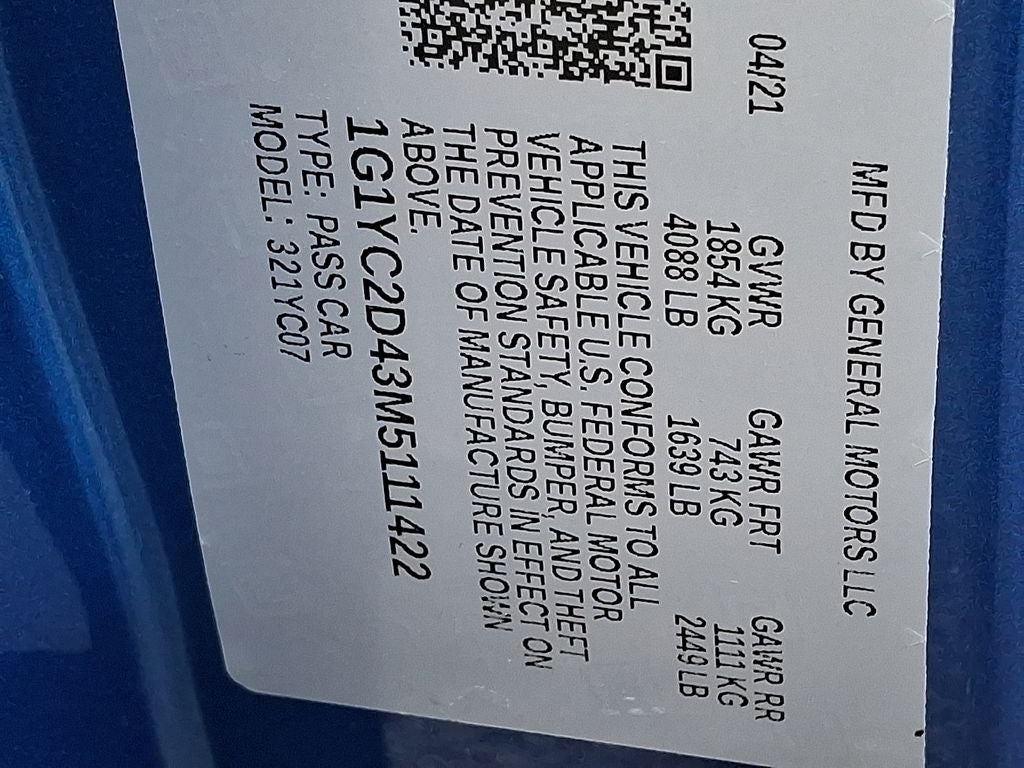 MFD BY GENERAL MOTORS LLC
04/21 GVWR GAWR FRT GAWR RR
1854 KG 743 KG 1111 KG
4088 LB 1639 LB 2449 LB
THIS VEHICLE CONFORMS TO ALL
APPLICABLE U.S. FEDERAL MOTOR
VEHICLE SAFETY, BUMPER, AND THEFT
PREVENTION STANDARDS IN EFFECT ON
THE DATE OF MANUFACTURE SHOWN
ABOVE.
1G1YC2D43M5111422
TYPE: PASS CAR
MODEL: 321YC07